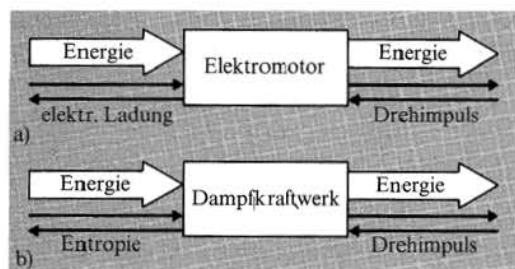 Energie
Elektromotor
Energie
elektr. Ladung
Drehimpuls
a)
Energie
Dampfkraftwerk
Energie
Entropie
Drehimpuls
b)